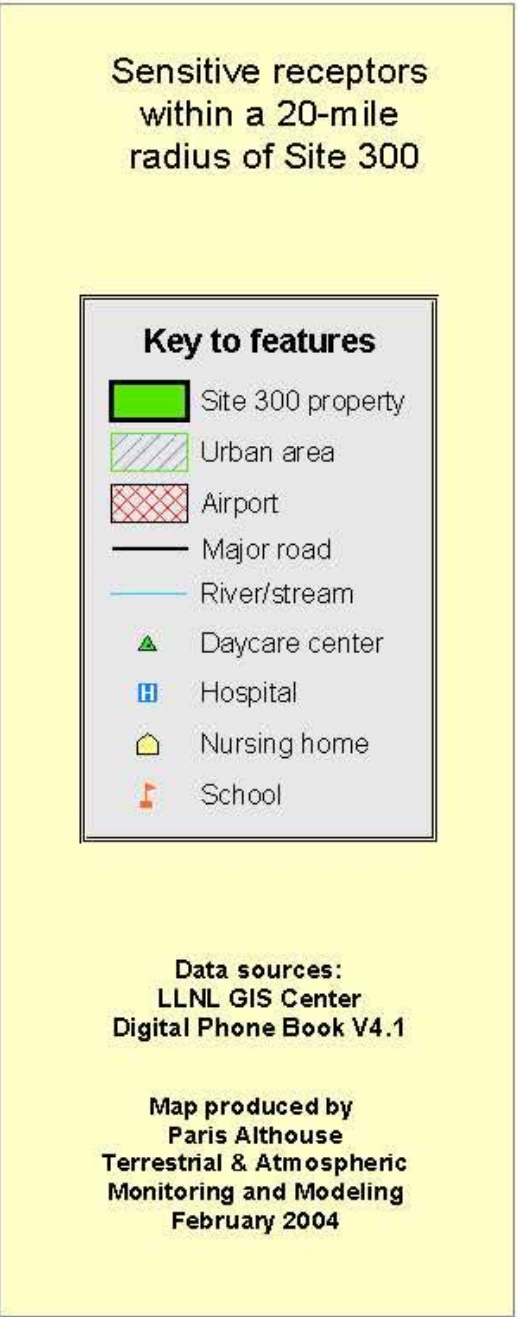 Sensitive receptors
within a 20-mile
radius of Site 300
Key to features
Site 300 property
Urban area
Airport
Major road
River/stream
Daycare center
H Hospital
Nursing home
School
Data sources:
LLNL GIS Center
Digital Phone Book V4.1
Map produced by
Paris Althouse
Terrestrial & Atmospheric
Monitoring and Modeling
February 2004